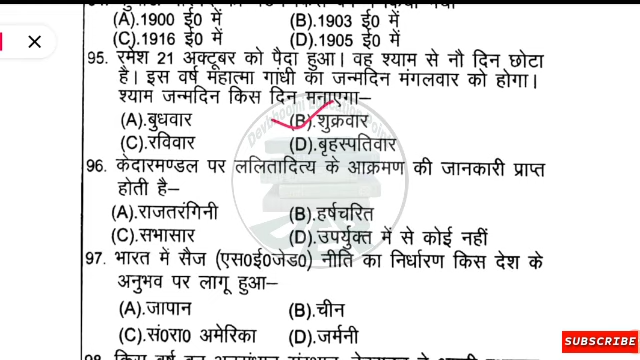 (A).1900 ई0 में (B).1903 ई0 में
(C).1916 ई0 में (D).1905 ई0 में
95. रमेश 21 अक्टूबर को पैदा हुआ। वह श्याम से नौ दिन छोटा
है। इस वर्ष महात्मा गांधी का जन्मदिन मंगलवार को होगा।
श्याम जन्मदिन किस दिन मनाएगा–
(A).बुधवार (B).शुक्रवार
(C).रविवार (D).बृहस्पतिवार
96. केदारमण्डल पर ललितादित्य के आक्रमण की जानकारी प्राप्त
होती है–
(A).राजतरंगिनी (B).हर्षचरित
(C).सभासार (D).उपर्युक्त में से कोई नहीं
97. भारत में सैज (एस0ई0जेड0) नीति का निर्धारण किस देश के
अनुभव पर लागू हुआ–
(A).जापान (B).चीन
(C).सं0रा0 अमेरिका (D).जर्मनी
SUBSCRIBE